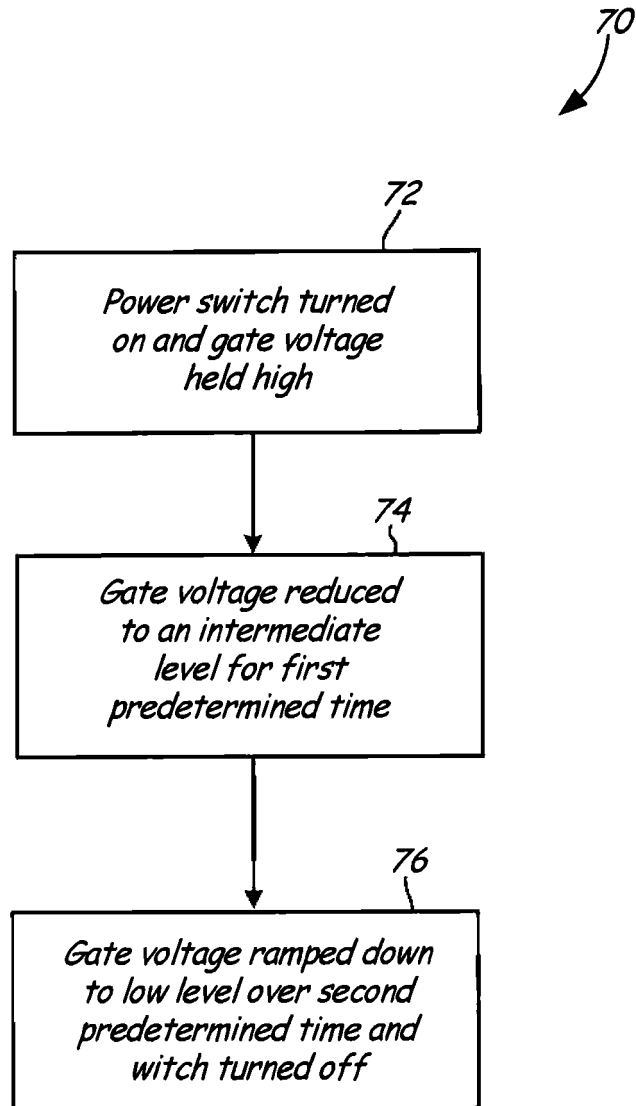 70
72
Power switch turned
on and gate voltage
held high
74
Gate voltage reduced
to an intermediate
level for first
predetermined time
76
Gate voltage ramped down
to low level over second
predetermined time and
witch turned off